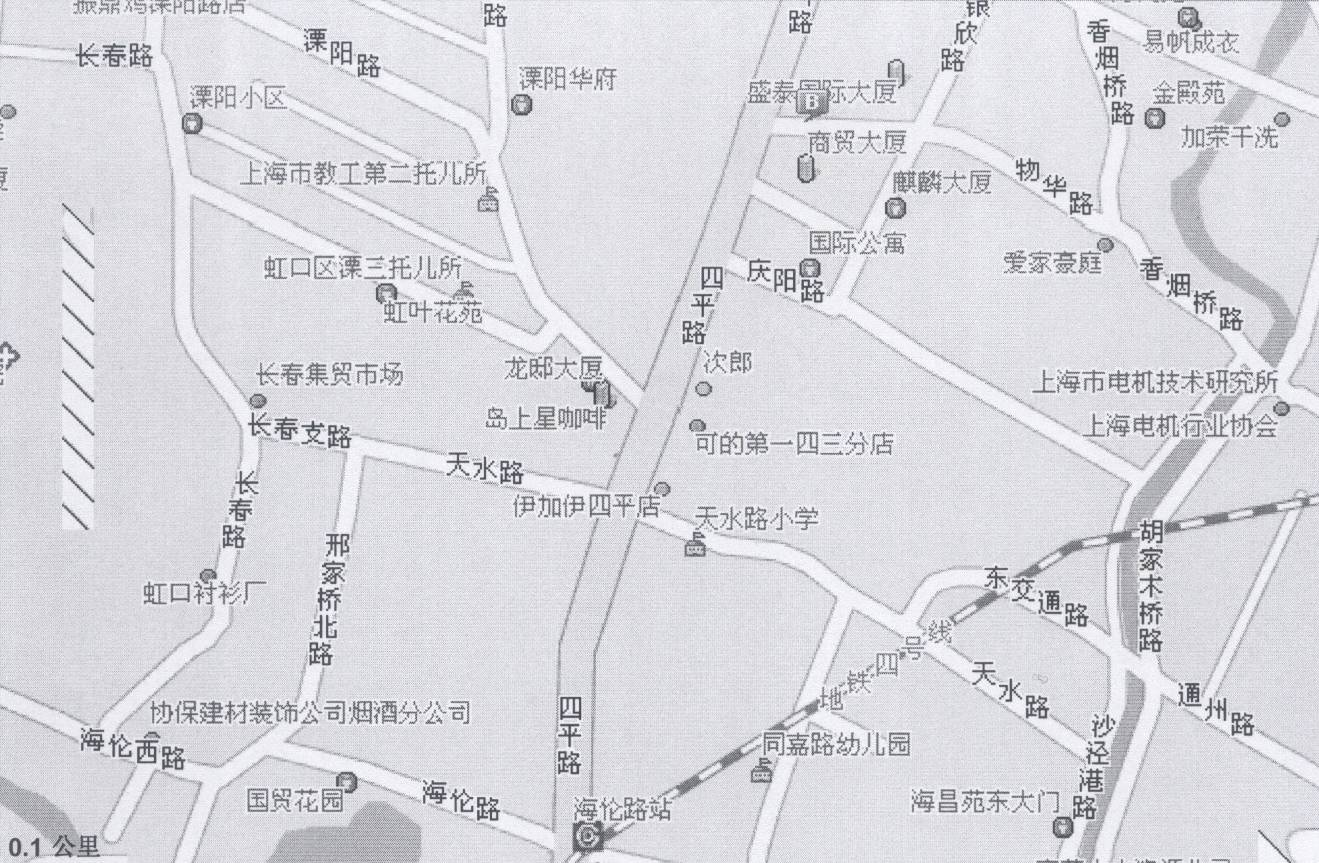 振鼎鸡溧阳路店
路
路
银欣路
香烟桥路
易帆成衣
长春路
溧阳路
溧阳华府
盛泰国际大厦
金殿苑
溧阳小区
商贸大厦
加荣干洗
上海市教工第二托儿所
麒麟大厦
物华路
国际公寓
爱家豪庭
虹口区溧三托儿所
四平路
庆阳路
香烟桥路
虹叶花苑
龙邸大厦
次郎
长春集贸市场
上海市电机技术研究所
岛上星咖啡
长春支路
可的第一四三分店
上海电机行业协会
天水路
伊加伊四平店
天水路小学
长春路
邢家桥北路
胡家木桥路
虹口衬衫厂
东交通路
地铁四号线
天水路
通州路
协保建材装饰公司烟酒分公司
四平路
海伦西路
同嘉路幼儿园
沙泾港路
国贸花园
海伦路
海伦路站
海昌苑东大门
0.1 公里